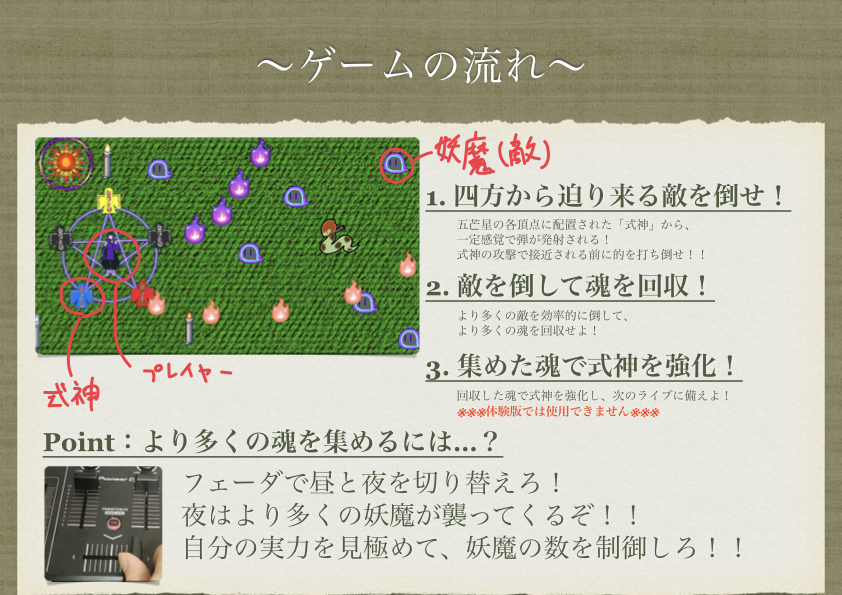 ～ゲームの流れ～
妖魔(敵)
1. 四方から迫り来る敵を倒せ！
五芒星の各頂点に配置された「式神」から、
一定感覚で弾が発射される！
式神の攻撃で接近される前に的を打ち倒せ！！
2. 敵を倒して魂を回収！
より多くの敵を効率的に倒して、
より多くの魂を回収せよ！
3. 集めた魂で式神を強化！
回収した魂で式神を強化し、次のライブに備えよ！
※※※体験版では使用できません※※※
式神
プレイヤー
Point：より多くの魂を集めるには…？
フェーダで昼と夜を切り替えろ！
夜はより多くの妖魔が襲ってくるぞ！！
自分の実力を見極めて、妖魔の数を制御しろ！！
Pioneer